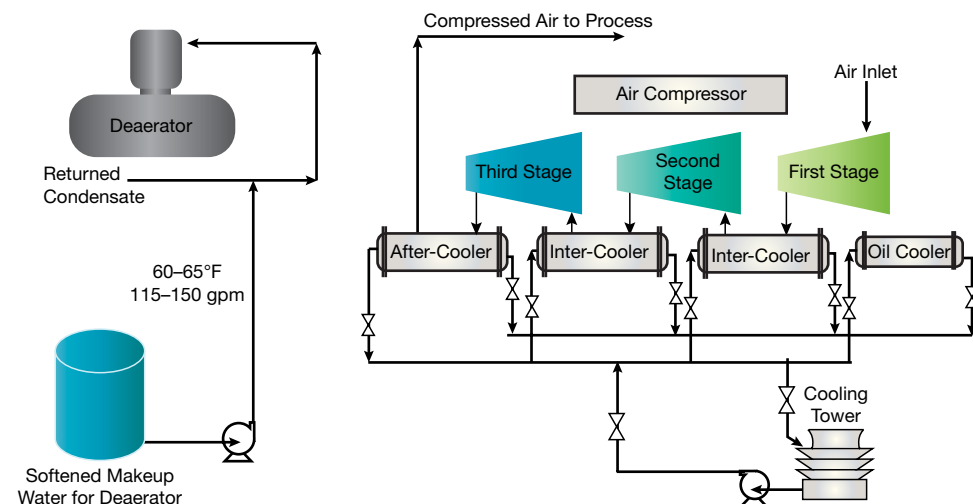 Compressed Air to Process
Air Inlet
Air Compressor
Deaerator
Returned
Condensate
Third Stage
Second
Stage
First Stage
After-Cooler
Inter-Cooler
Inter-Cooler
Oil Cooler
60–65°F
115–150 gpm
Cooling
Tower
Softened Makeup
Water for Deaerator